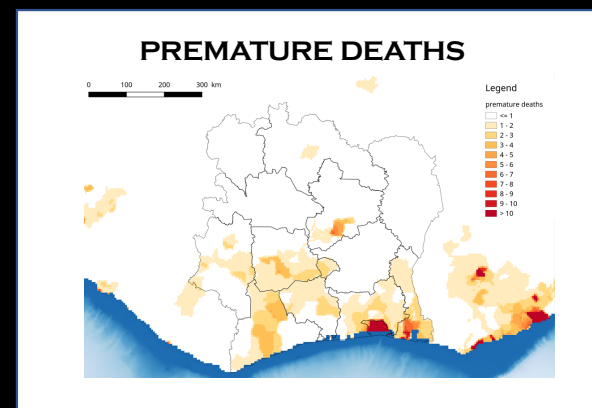 PREMATURE DEATHS
0 100 200 300 km
Legend
premature deaths
<= 1
1 - 2
2 - 3
3 - 4
4 - 5
5 - 6
6 - 7
7 - 8
8 - 9
9 - 10
> 10